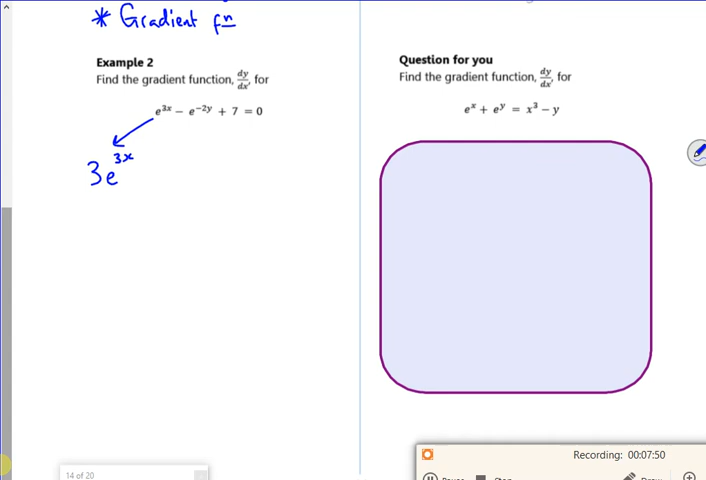 * Gradient fn
Example 2
Find the gradient function, dy/dx, for
e^{3x} − e^{−2y} + 7 = 0
3e^{3x}
Question for you
Find the gradient function, dy/dx, for
e^x + e^y = x^3 − y
14 of 20
Recording: 00:07:50